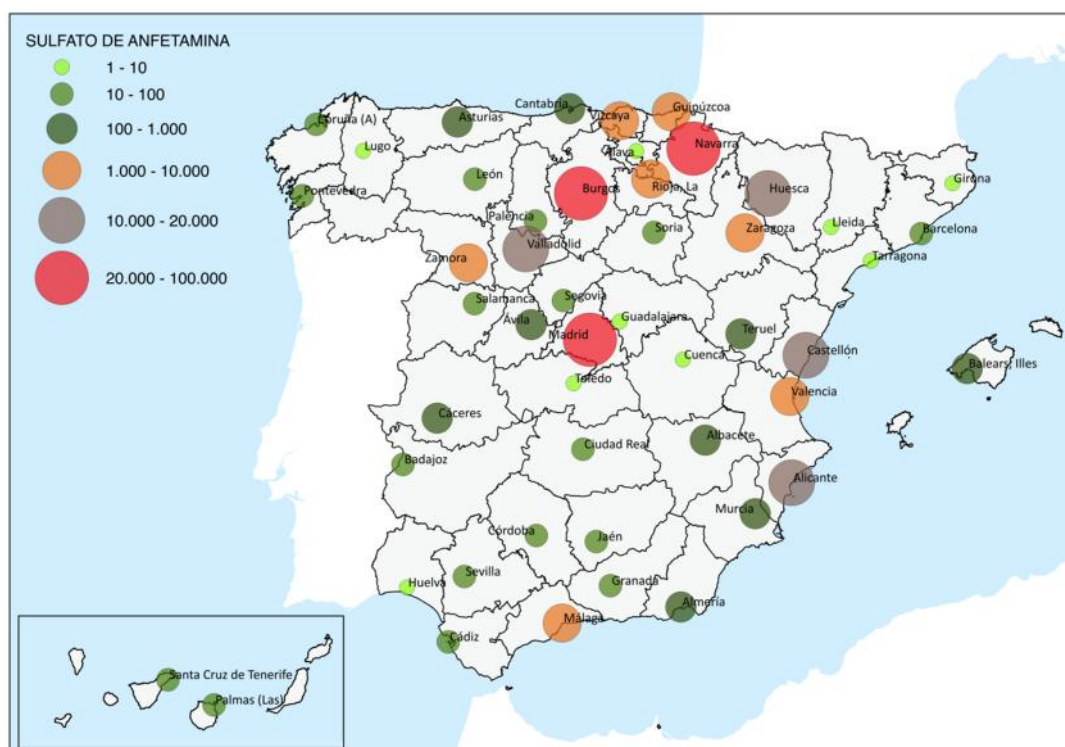 SULFATO DE ANFETAMINA
1 - 10
10 - 100
100 - 1.000
1.000 - 10.000
10.000 - 20.000
20.000 - 100.000
Coruña (A)
Lugo
Pontevedra
Asturias
Cantabria
Vizcaya
Guipúzcoa
Álava
Navarra
León
Burgos
Rioja, La
Huesca
Girona
Palencia
Soria
Zaragoza
Lleida
Barcelona
Valladolid
Zamora
Tarragona
Salamanca
Segovia
Ávila
Madrid
Guadalajara
Teruel
Castellón
Cuenca
Toledo
Balears, Illes
Valencia
Cáceres
Albacete
Ciudad Real
Badajoz
Alicante
Murcia
Córdoba
Jaén
Huelva
Sevilla
Granada
Almería
Málaga
Cádiz
Santa Cruz de Tenerife
Palmas (Las)